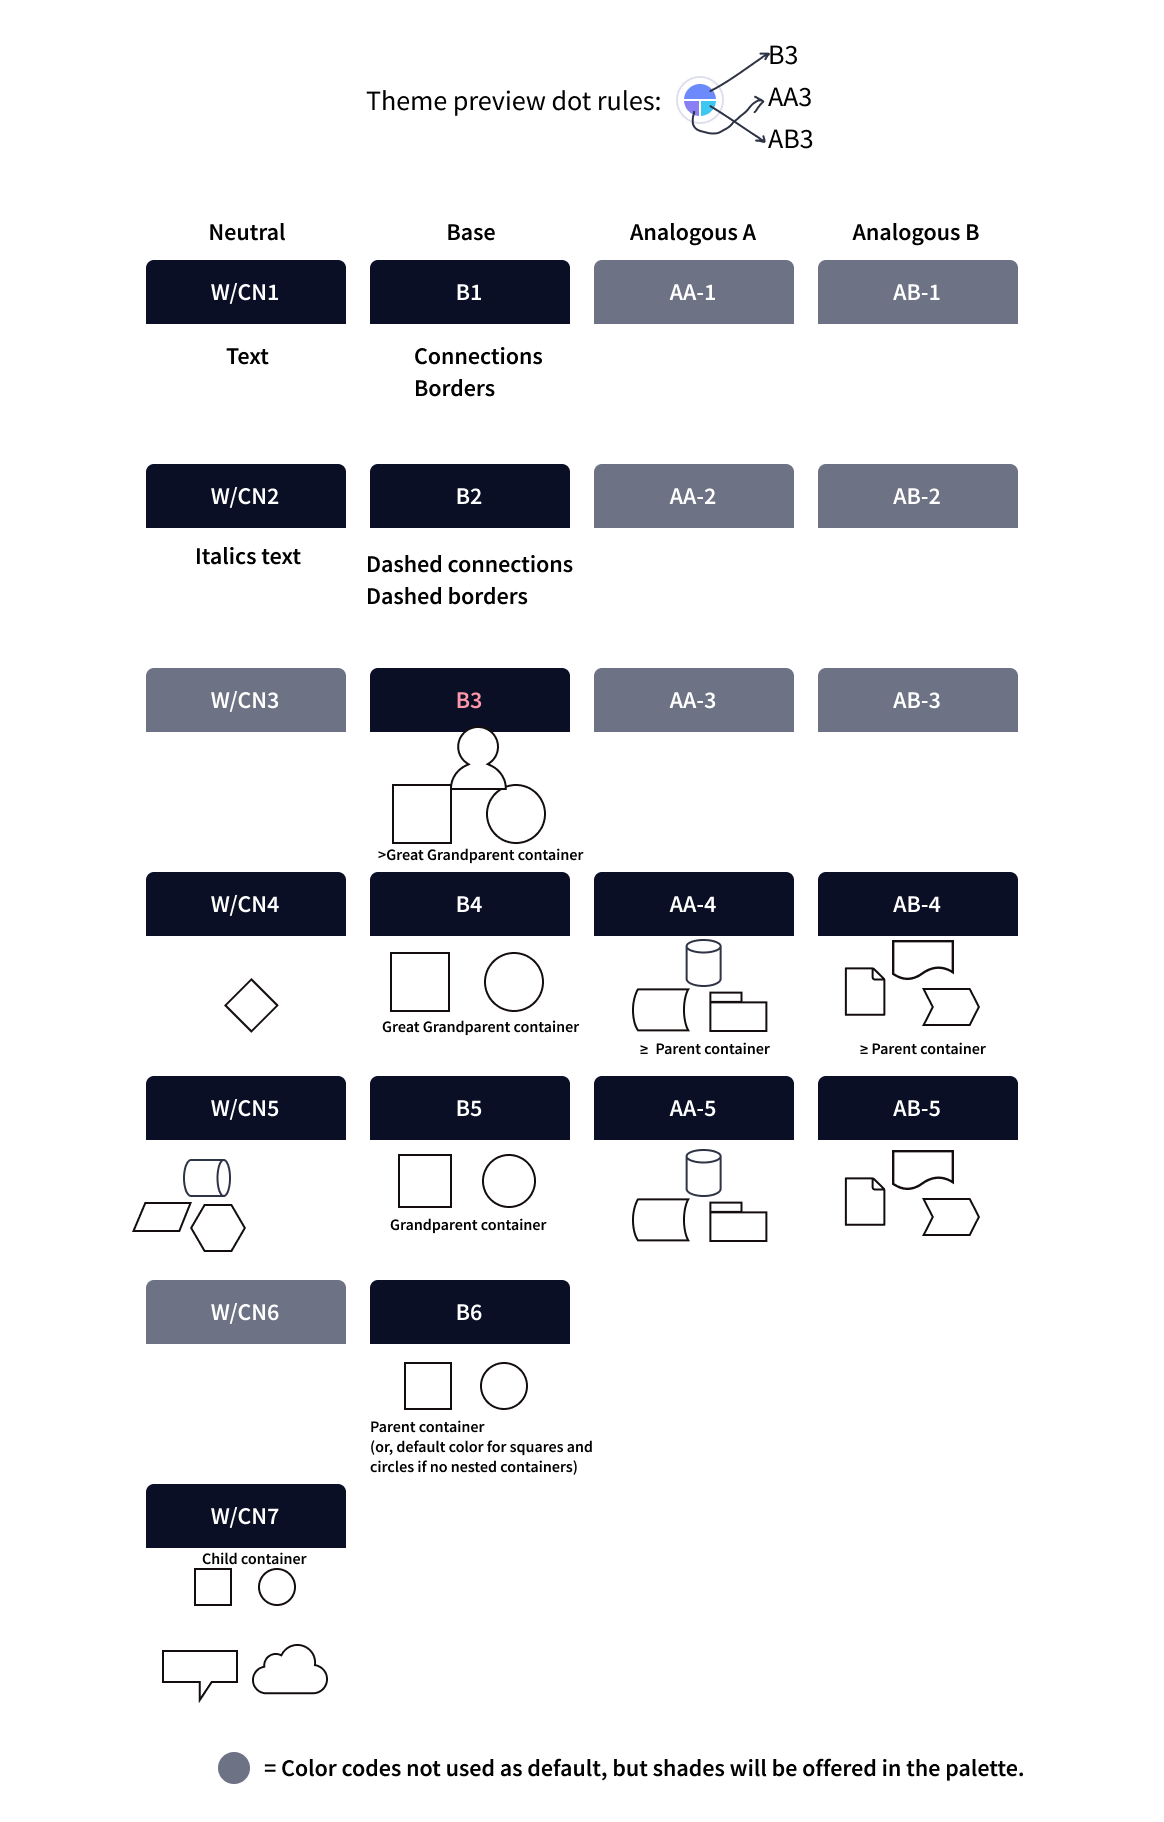 B3
Theme preview dot rules:
AA3
AB3
Neutral
Base
Analogous A
Analogous B
W/CN1
B1
AA-1
AB-1
Text
Connections
Borders
W/CN2
B2
AA-2
AB-2
Italics text
Dashed connections
Dashed borders
W/CN3
B3
AA-3
AB-3
>Great Grandparent container
W/CN4
B4
AA-4
AB-4
Great Grandparent container
≥ Parent container
≥ Parent container
W/CN5
B5
AA-5
AB-5
Grandparent container
W/CN6
B6
Parent container
(or, default color for squares and
circles if no nested containers)
W/CN7
Child container
= Color codes not used as default, but shades will be offered in the palette.